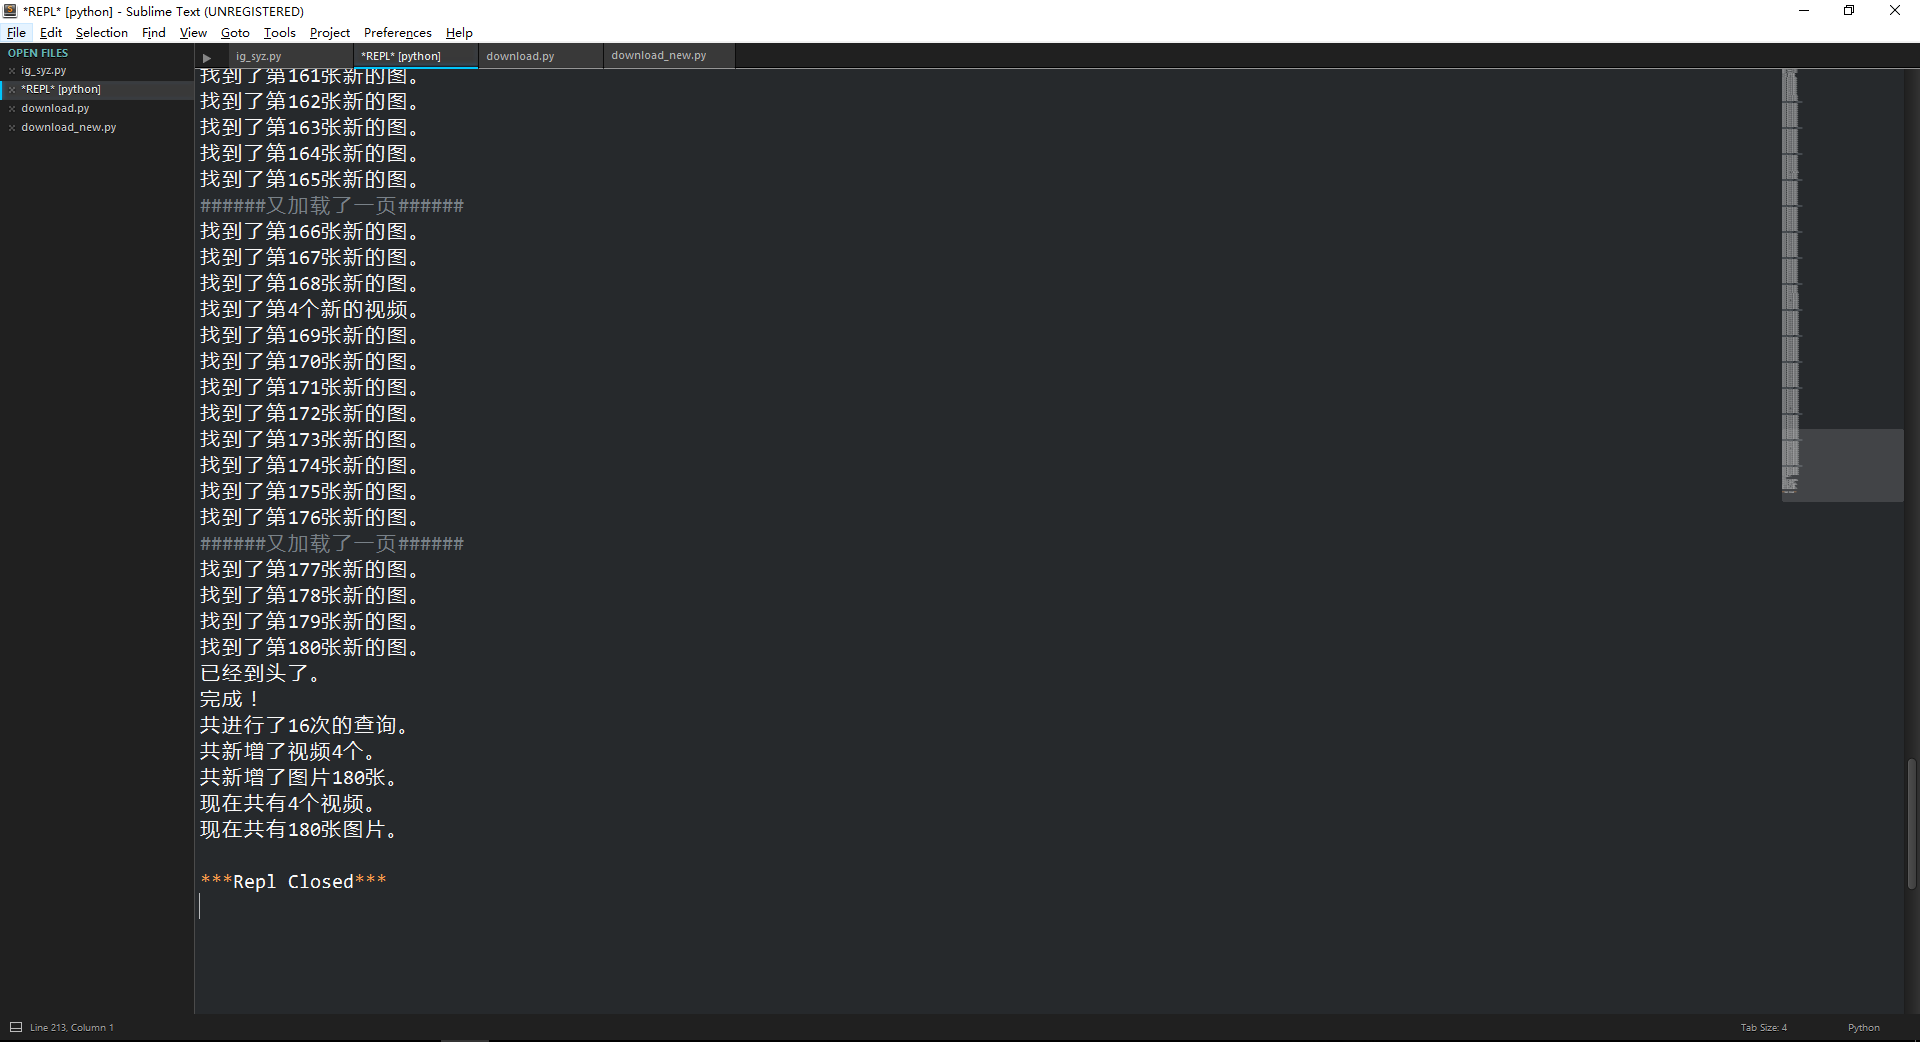 *REPL* [python] - Sublime Text (UNREGISTERED)
File Edit Selection Find View Goto Tools Project Preferences Help
OPEN FILES
ig_syz.py
*REPL* [python]
download.py
download_new.py
ig_syz.py *REPL* [python] download.py download_new.py
找到了第161张新的图。
找到了第162张新的图。
找到了第163张新的图。
找到了第164张新的图。
找到了第165张新的图。
######又加载了一页######
找到了第166张新的图。
找到了第167张新的图。
找到了第168张新的图。
找到了第4个新的视频。
找到了第169张新的图。
找到了第170张新的图。
找到了第171张新的图。
找到了第172张新的图。
找到了第173张新的图。
找到了第174张新的图。
找到了第175张新的图。
找到了第176张新的图。
######又加载了一页######
找到了第177张新的图。
找到了第178张新的图。
找到了第179张新的图。
找到了第180张新的图。
已经到头了。
完成！
共进行了16次的查询。
共新增了视频4个。
共新增了图片180张。
现在共有4个视频。
现在共有180张图片。
***Repl Closed***
Line 213, Column 1 Tab Size: 4 Python